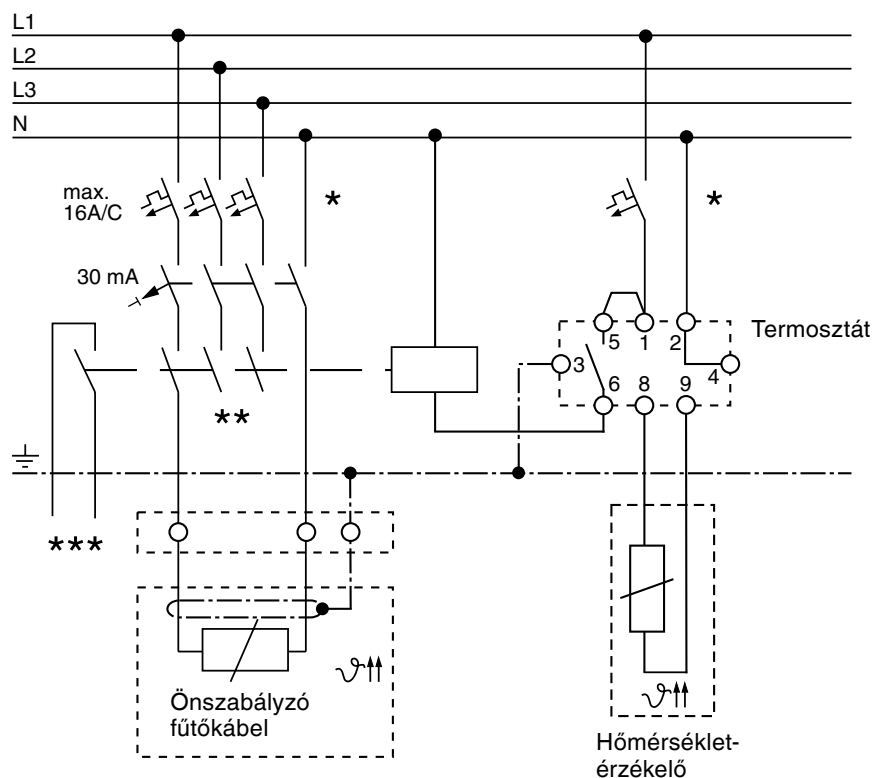 L1
L2
L3
N
max.
16A/C
*
*
30 mA
5 1 2
Termosztát
3
4
6 8 9
**
***
Önszabályzó
fűtőkábel
Hőmérséklet-
érzékelő